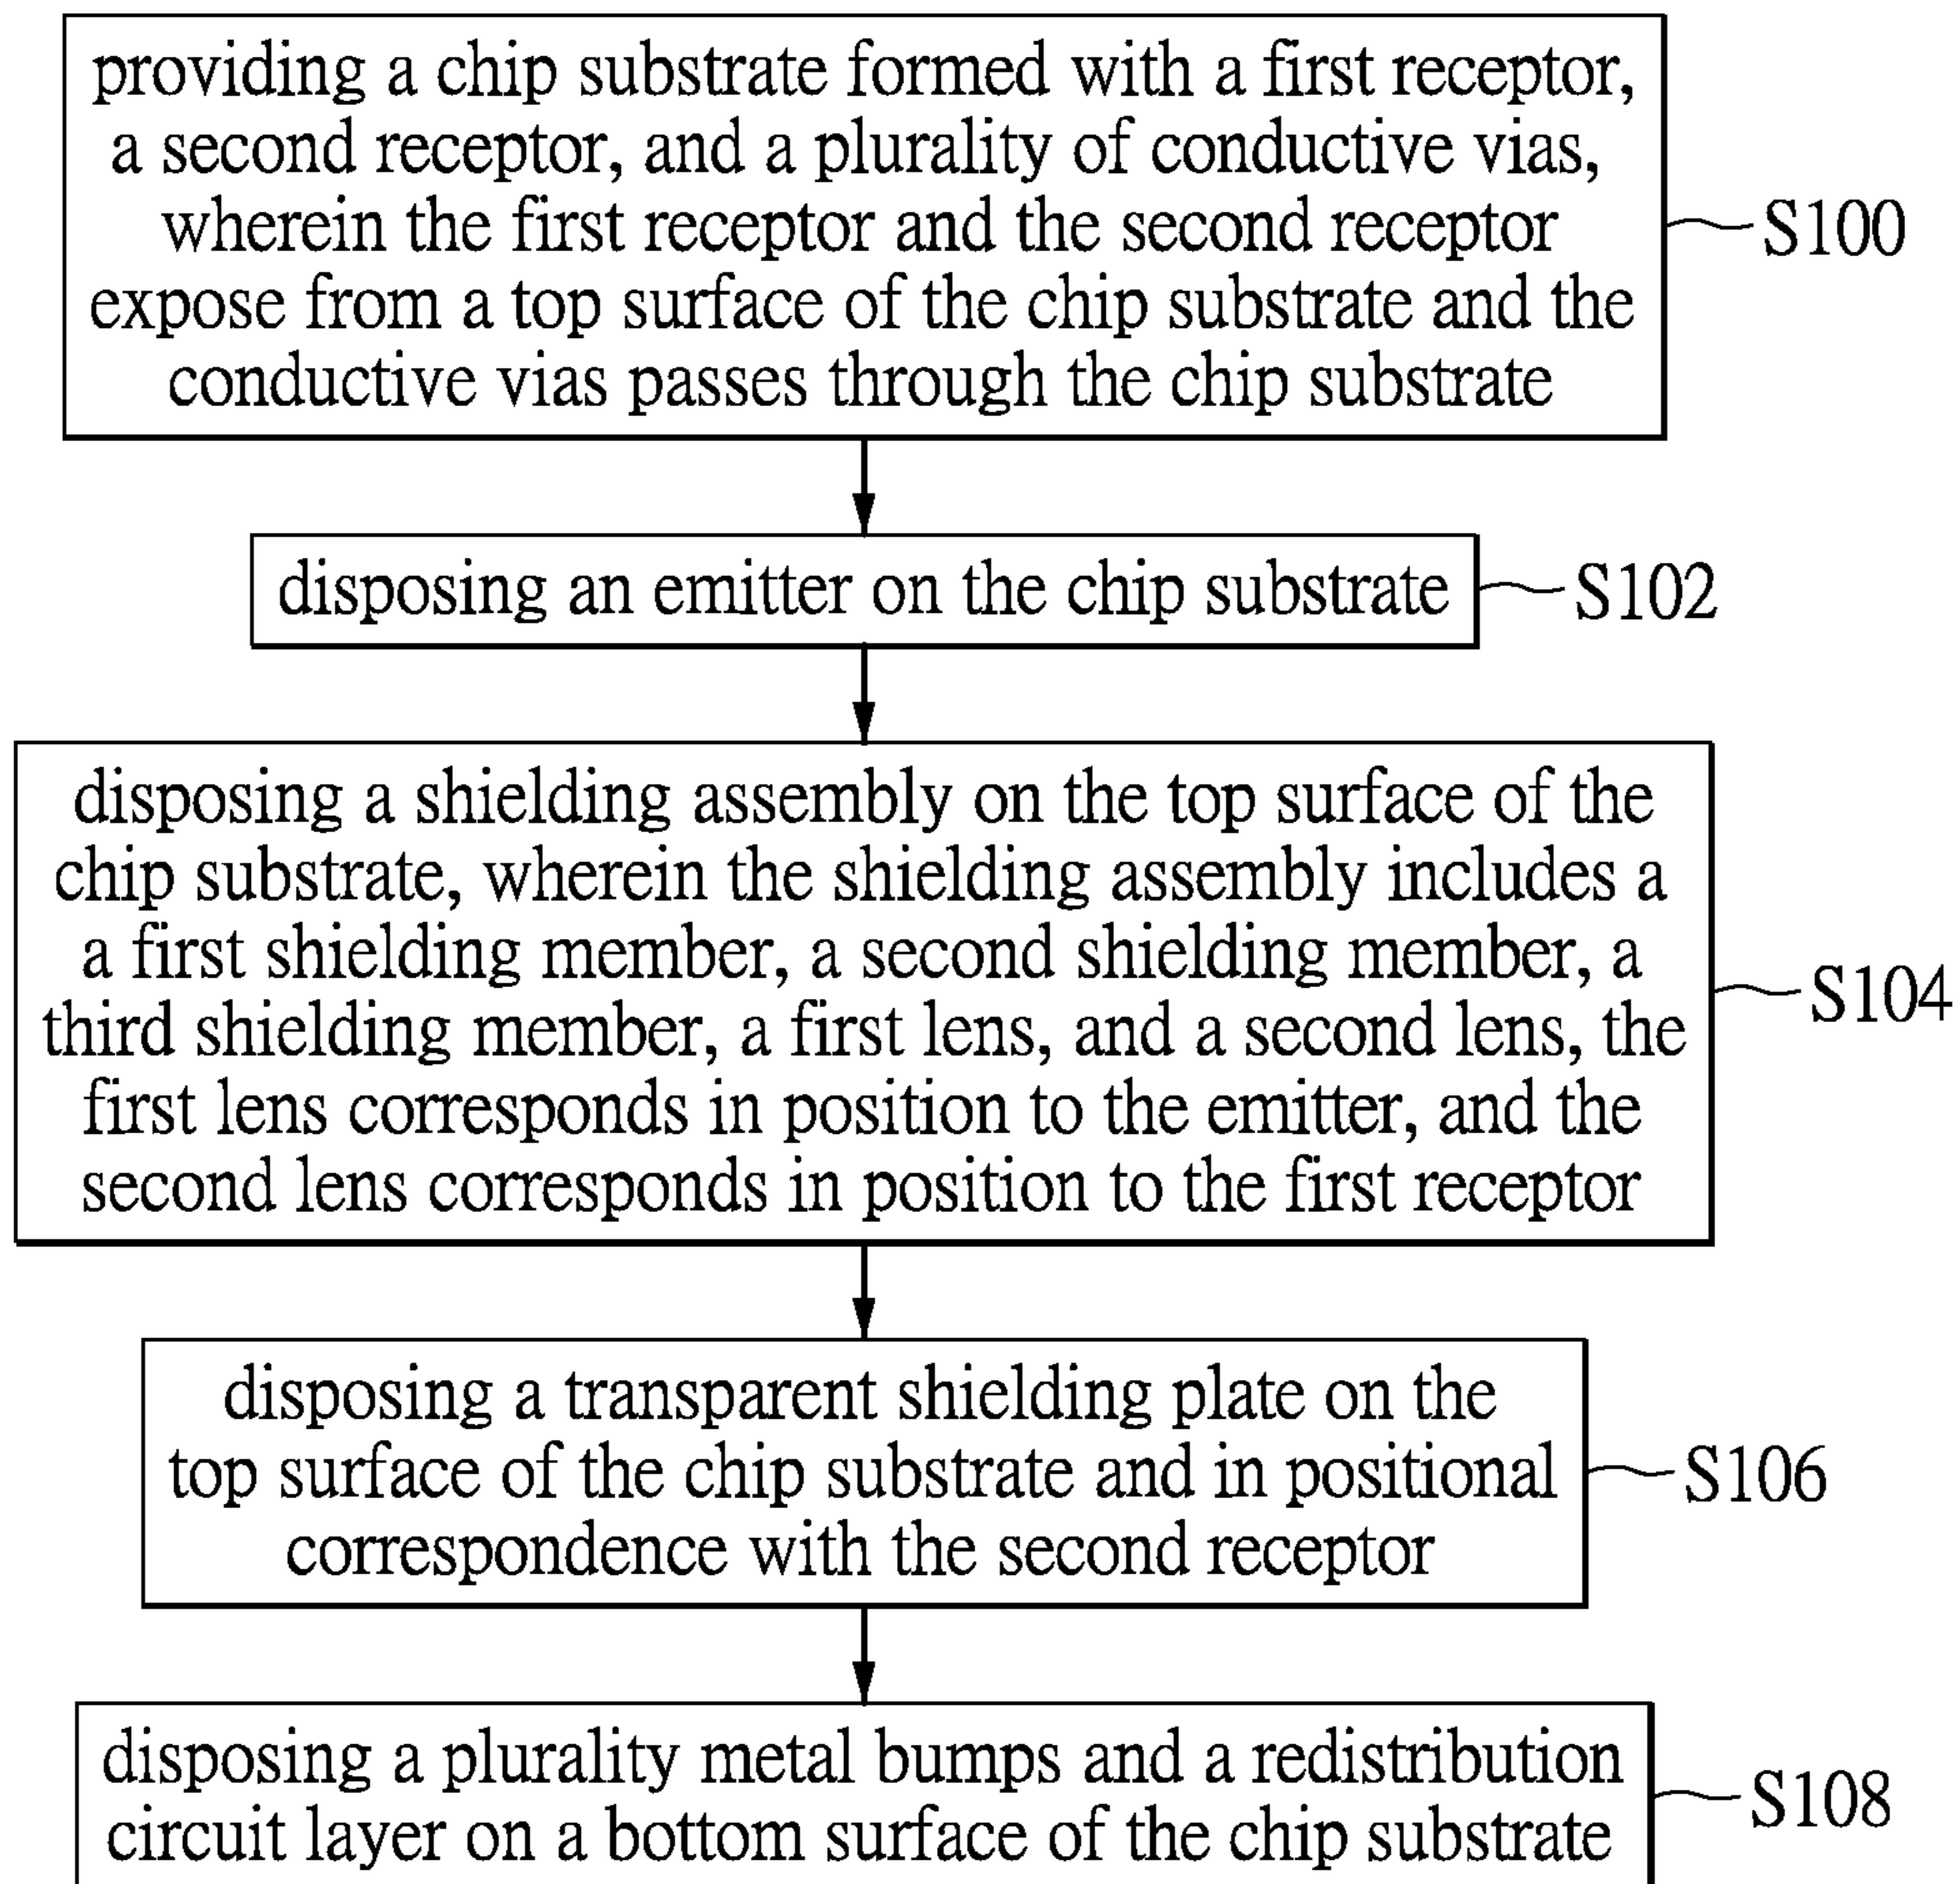 providing a chip substrate formed with a first receptor,
a second receptor, and a plurality of conductive vias,
wherein the first receptor and the second receptor
expose from a top surface of the chip substrate and the
conductive vias passes through the chip substrate
S100
disposing an emitter on the chip substrate
S102
disposing a shielding assembly on the top surface of the
chip substrate, wherein the shielding assembly includes a
a first shielding member, a second shielding member, a
third shielding member, a first lens, and a second lens, the
first lens corresponds in position to the emitter, and the
second lens corresponds in position to the first receptor
S104
disposing a transparent shielding plate on the
top surface of the chip substrate and in positional
correspondence with the second receptor
S106
disposing a plurality metal bumps and a redistribution
circuit layer on a bottom surface of the chip substrate
S108